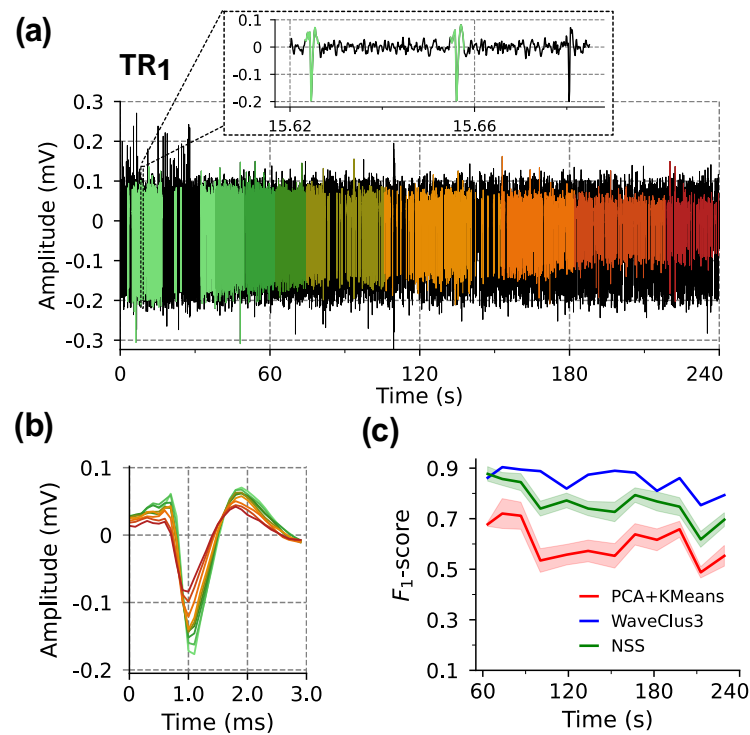 (a)
TR1
0.1
0
-0.1
-0.2
15.62
15.66
0.3
0.2
0.1
0
-0.1
-0.2
-0.3
Amplitude (mV)
0
60
120
180
240
Time (s)
(b)
0.1
0
-0.1
-0.2
Amplitude (mV)
0
1.0
2.0
3.0
Time (ms)
(c)
0.9
0.7
0.5
0.3
0.1
F1-score
PCA+KMeans
WaveClus3
NSS
60
120
180
240
Time (s)